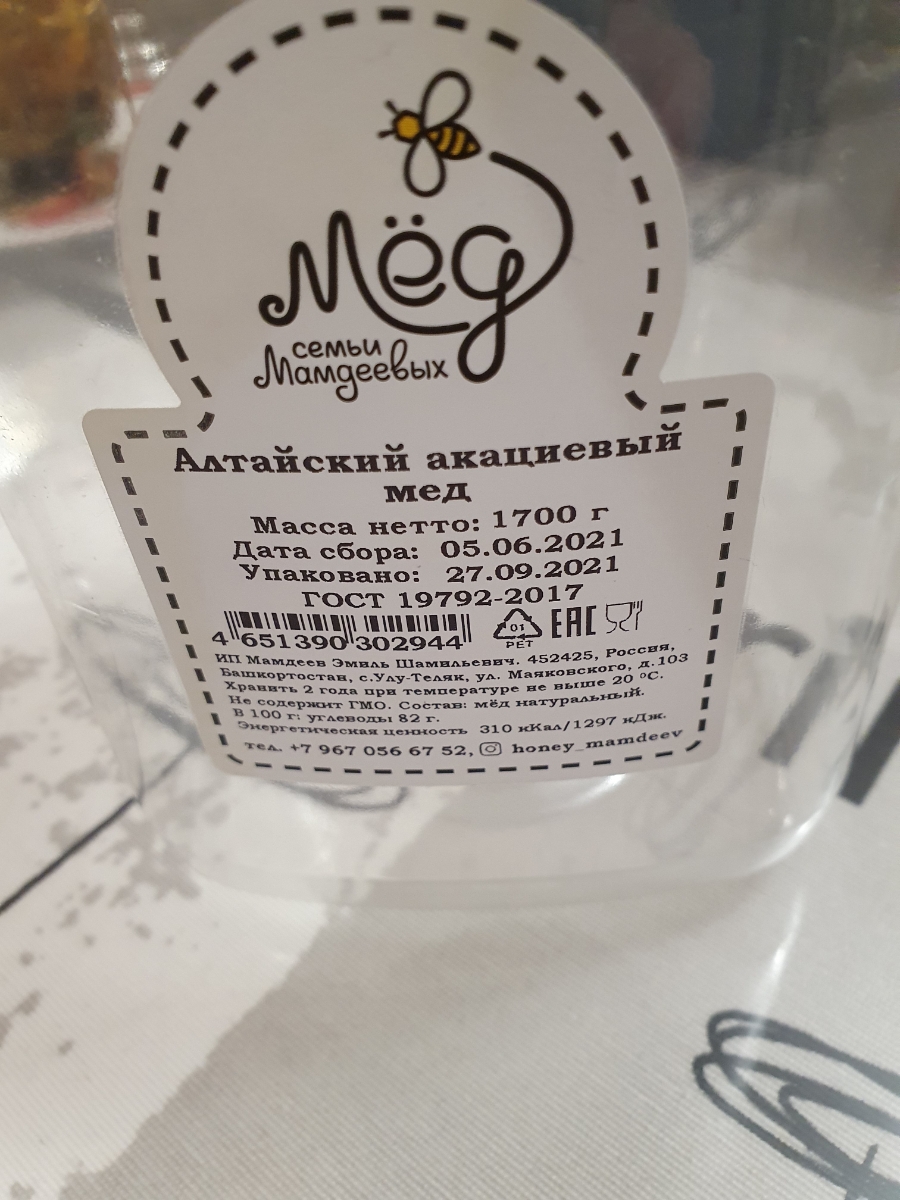 Мёд
семьи
Мамдеевых
Алтайский акациевый
мед
Масса нетто: 1700 г
Дата сбора: 05.06.2021
Упаковано: 27.09.2021
ГОСТ 19792-2017
4 651390 302944 01 PET EAC
ИП Мамдеев Эмиль Шамильевич. 452425, Россия,
Башкортостан, с.Улу-Теляк, ул. Маяковского, д.103
Хранить 2 года при температуре не выше 20 °С.
Не содержит ГМО. Состав: мёд натуральный.
В 100 г: углеводы 82 г.
Энергетическая ценность 310 кКал/1297 кДж.
тел. +7 967 056 67 52, honey_mamdeev